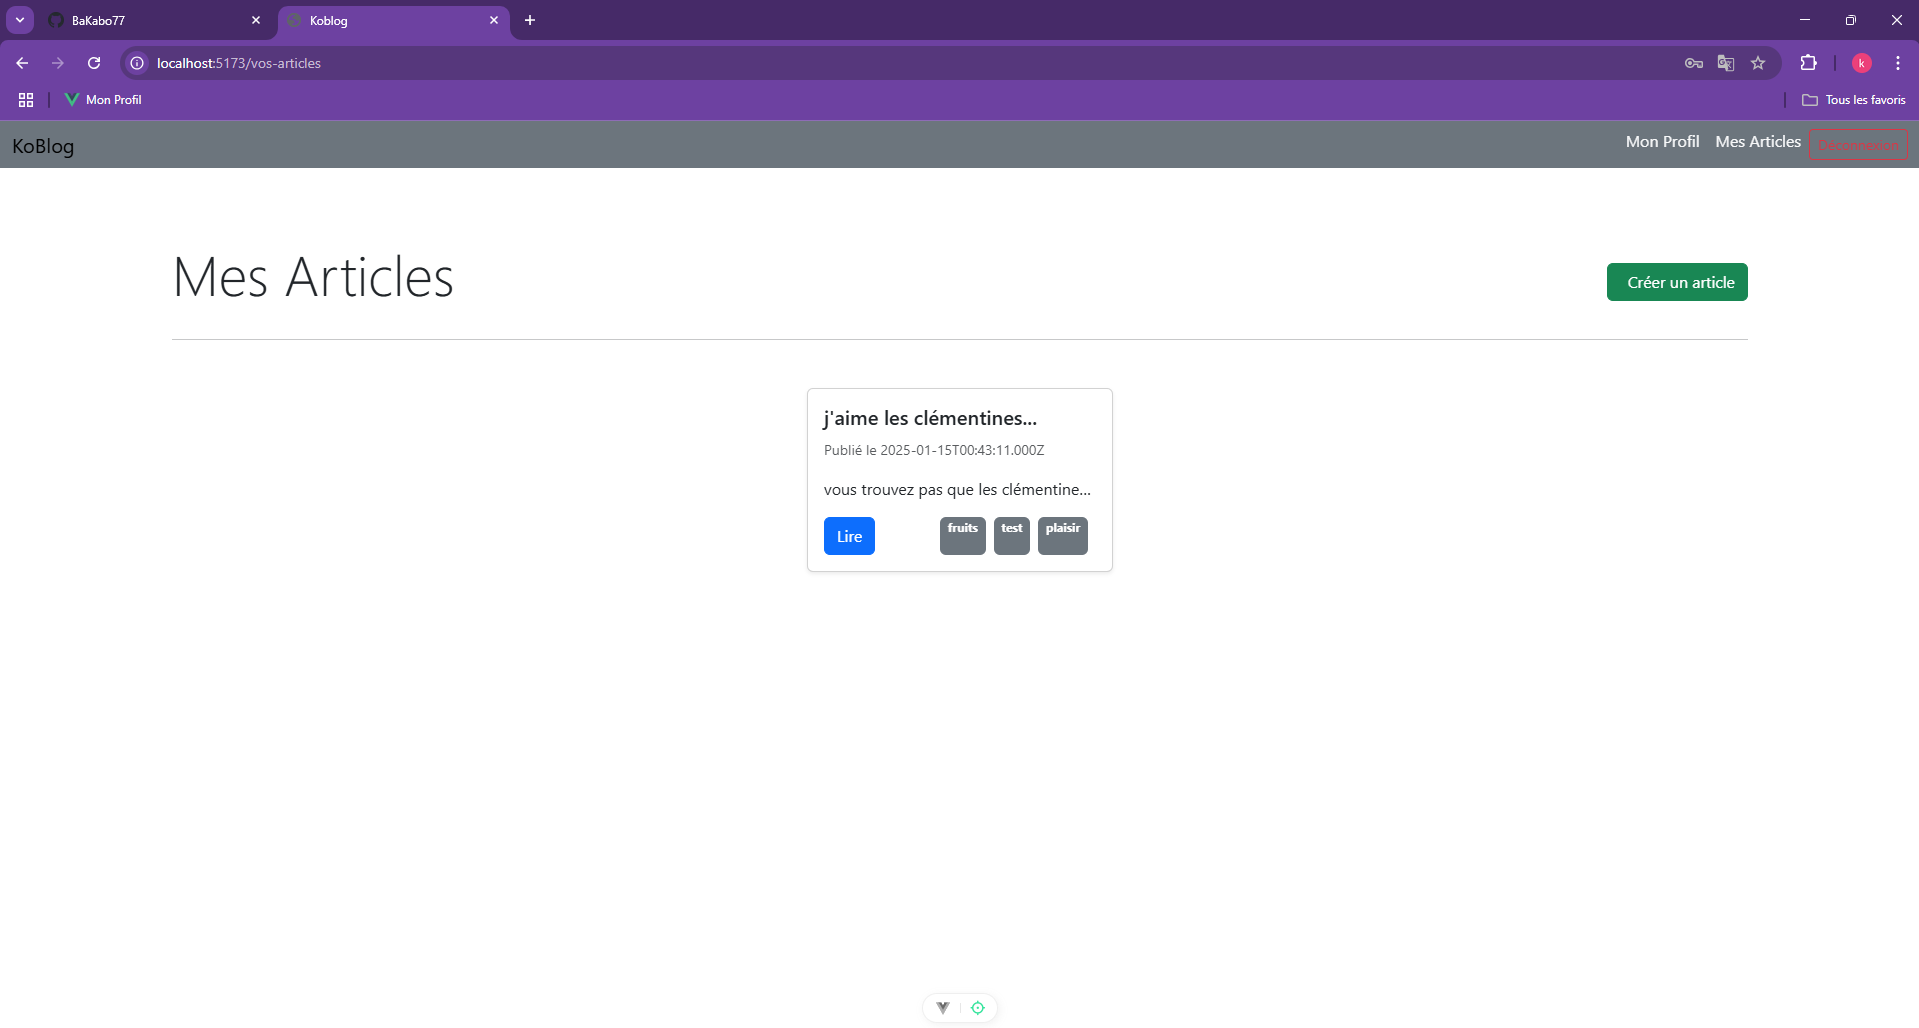 BaKabo77
Koblog
localhost:5173/vos-articles
k
Mon Profil
Tous les favoris
KoBlog
Mon Profil
Mes Articles
Déconnexion
Mes Articles
Créer un article
j'aime les clémentines...
Publié le 2025-01-15T00:43:11.000Z
vous trouvez pas que les clémentine...
Lire
fruits
test
plaisir